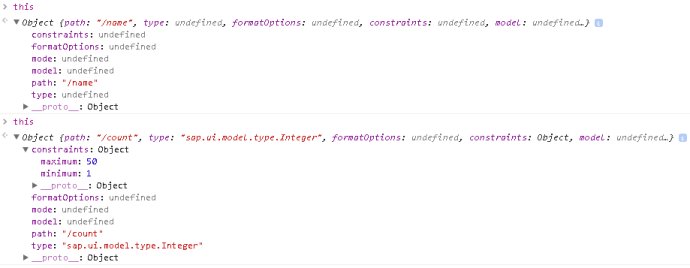 this
Object {path: "/name", type: undefined, formatOptions: undefined, constraints: undefined, model: undefined…}
constraints: undefined
formatOptions: undefined
mode: undefined
model: undefined
path: "/name"
type: undefined
__proto__: Object
this
Object {path: "/count", type: "sap.ui.model.type.Integer", formatOptions: undefined, constraints: Object, model: undefined…}
constraints: Object
maximum: 50
minimum: 1
__proto__: Object
formatOptions: undefined
mode: undefined
model: undefined
path: "/count"
type: "sap.ui.model.type.Integer"
__proto__: Object